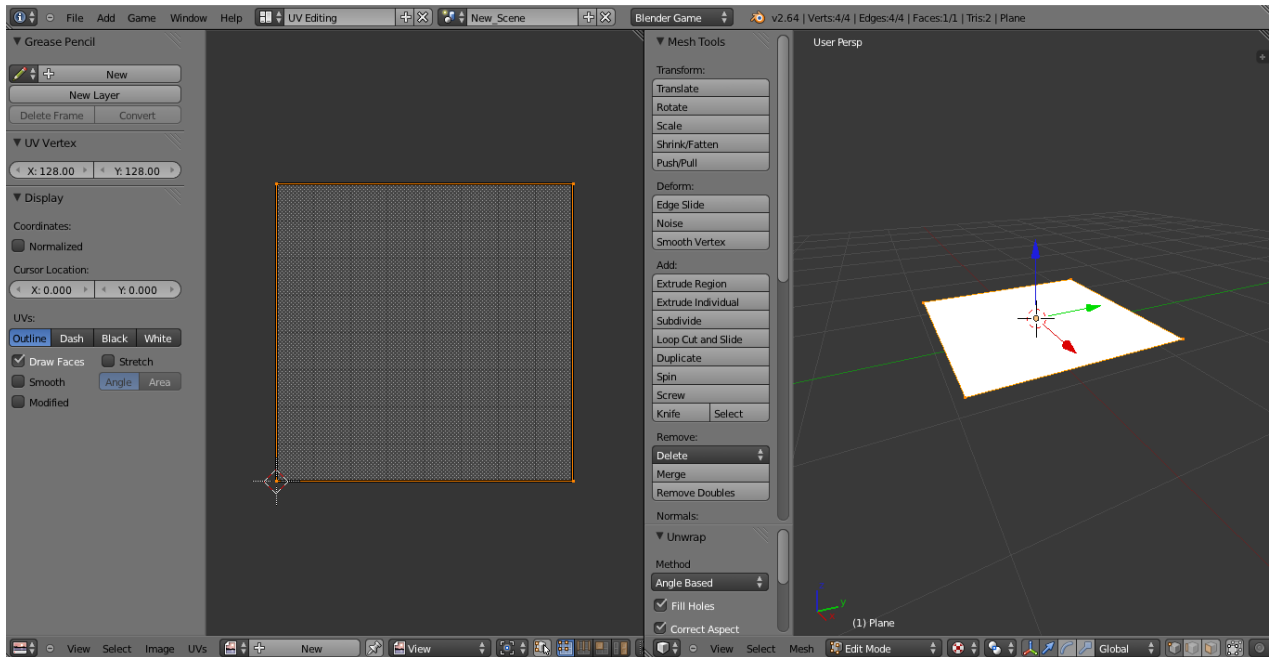 File Add Game Window Help UV Editing New_Scene Blender Game v2.64 | Verts:4/4 | Edges:4/4 | Faces:1/1 | Tris:2 | Plane
Grease Pencil
New
New Layer
Delete Frame Convert
UV Vertex
X: 128.00 Y: 128.00
Display
Coordinates:
Normalized
Cursor Location:
X: 0.000 Y: 0.000
UVs:
Outline Dash Black White
Draw Faces Stretch
Smooth Angle Area
Modified
Mesh Tools
Transform:
Translate
Rotate
Scale
Shrink/Fatten
Push/Pull
Deform:
Edge Slide
Noise
Smooth Vertex
Add:
Extrude Region
Extrude Individual
Subdivide
Loop Cut and Slide
Duplicate
Spin
Screw
Knife Select
Remove:
Delete
Merge
Remove Doubles
Normals:
Unwrap
Method
Angle Based
Fill Holes
Correct Aspect
User Persp
y
(1) Plane
View Select Image UVs New View
View Select Mesh Edit Mode Global